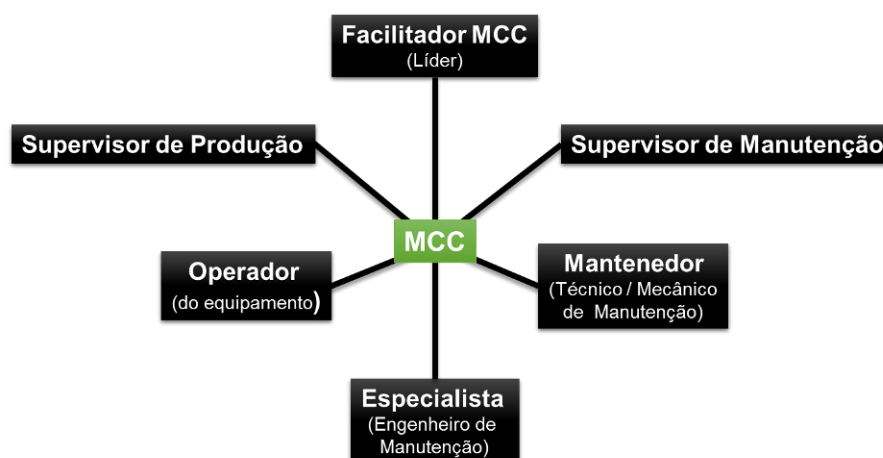 Facilitador MCC
(Líder)
Supervisor de Produção
Supervisor de Manutenção
MCC
Operador
(do equipamento)
Mantenedor
(Técnico / Mecânico
de Manutenção)
Especialista
(Engenheiro de
Manutenção)